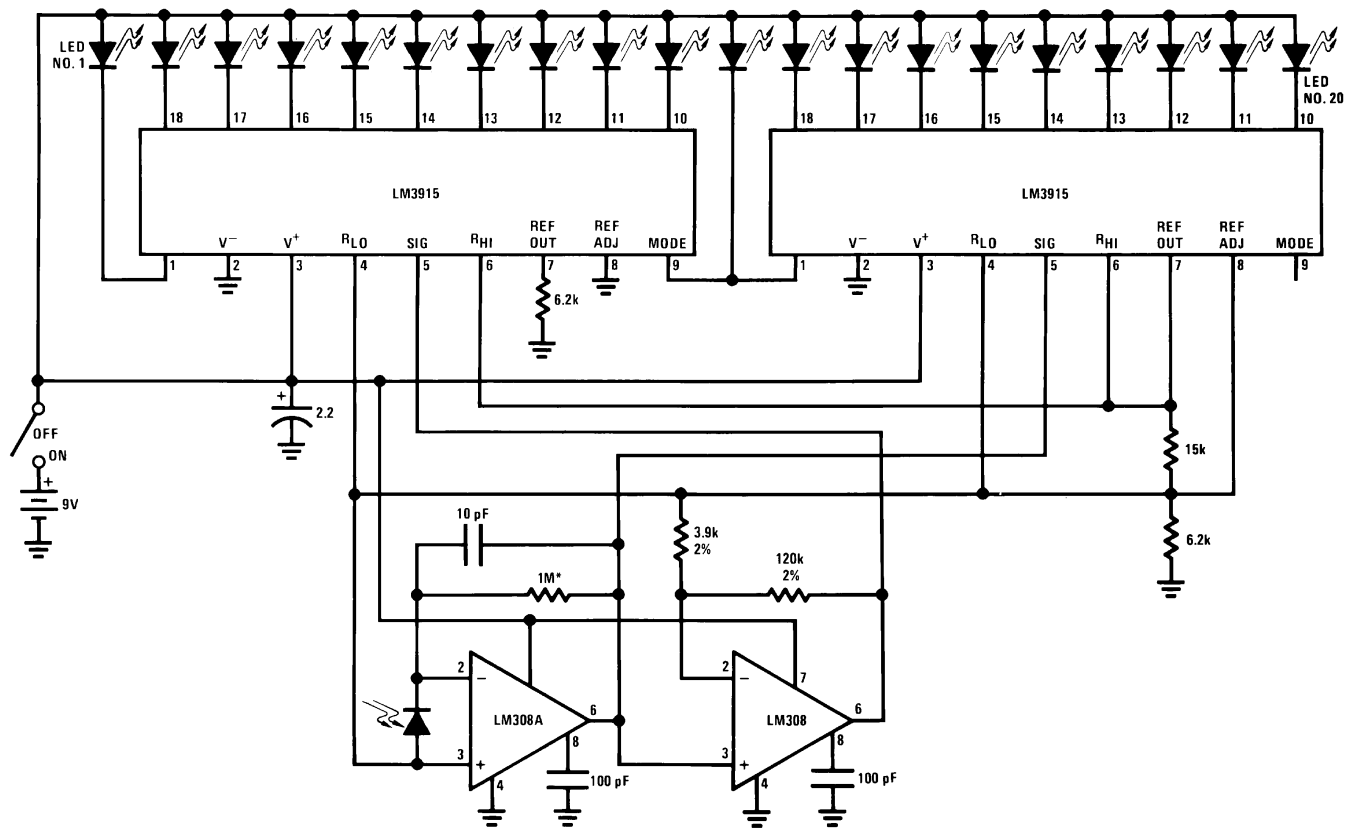 LED
NO. 1
LED
NO. 20
18 17 16 15 14 13 12 11 10
18 17 16 15 14 13 12 11 10
LM3915
LM3915
V− V+ RLO SIG RHI REF OUT REF ADJ MODE
1 2 3 4 5 6 7 8 9
V− V+ RLO SIG RHI REF OUT REF ADJ MODE
1 2 3 4 5 6 7 8 9
6.2k
+
2.2
OFF
ON
+
9V
15k
6.2k
10 pF
3.9k
2%
120k
2%
1M*
2
−
LM308A
6
3
+
8
4
100 pF
2
−
7
LM308
6
3
+
8
4
100 pF